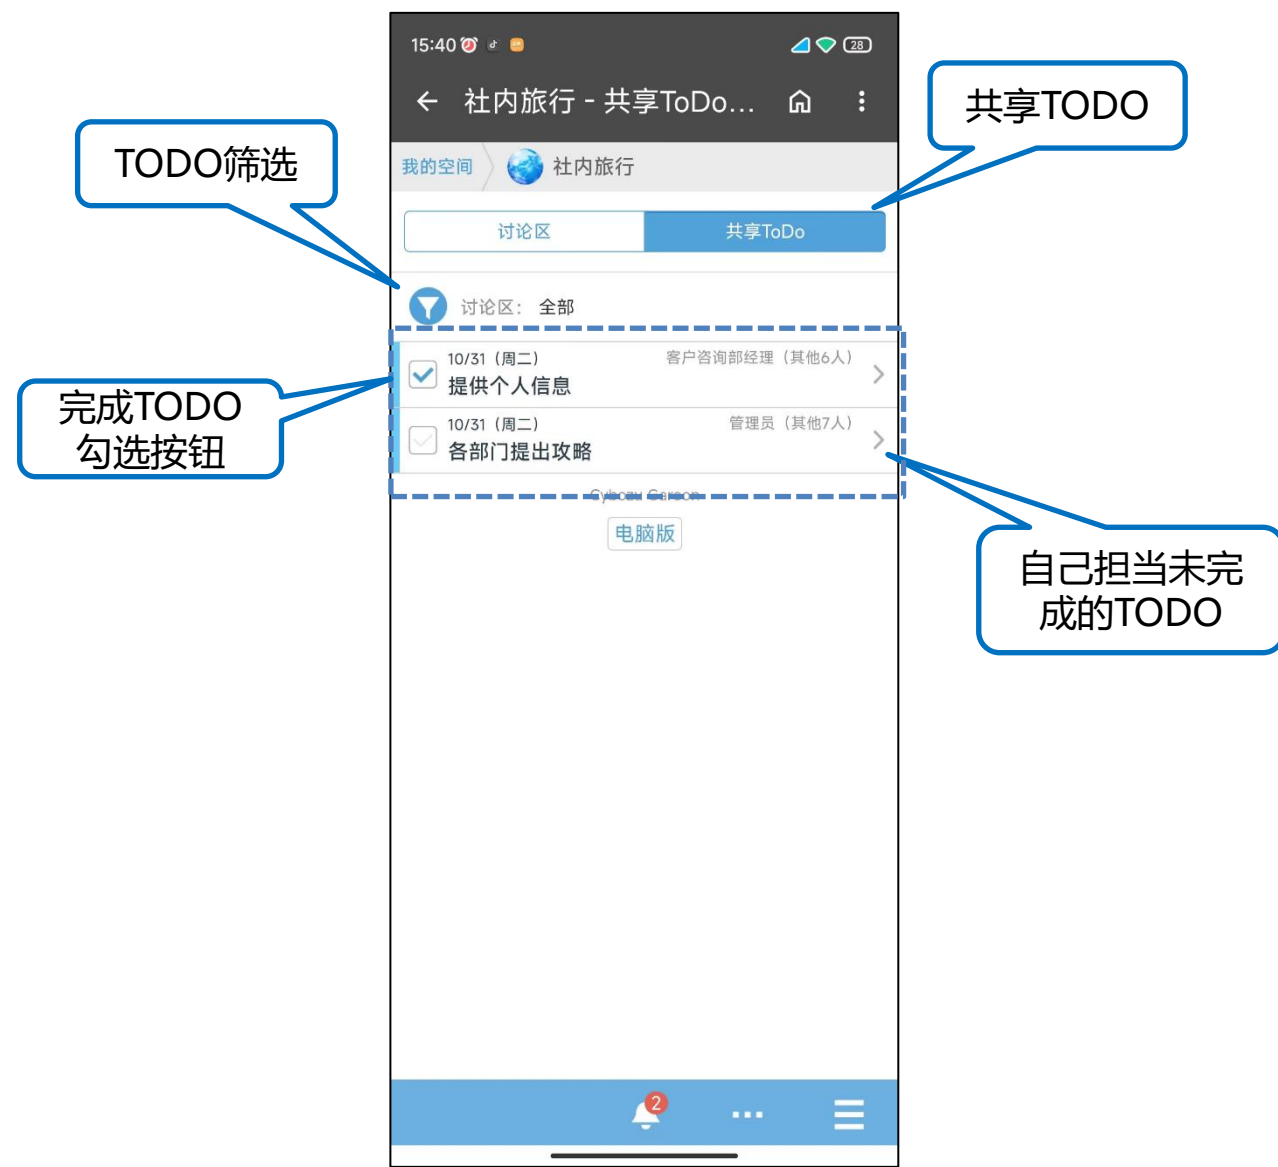 15:40
28
社内旅行 - 共享ToDo...
共享TODO
TODO筛选
我的空间
社内旅行
讨论区
共享ToDo
讨论区： 全部
10/31（周二）
客户咨询部经理（其他6人）
提供个人信息
完成TODO
勾选按钮
10/31（周二）
管理员（其他7人）
各部门提出攻略
Cybozu Garoon
电脑版
自己担当未完
成的TODO
2